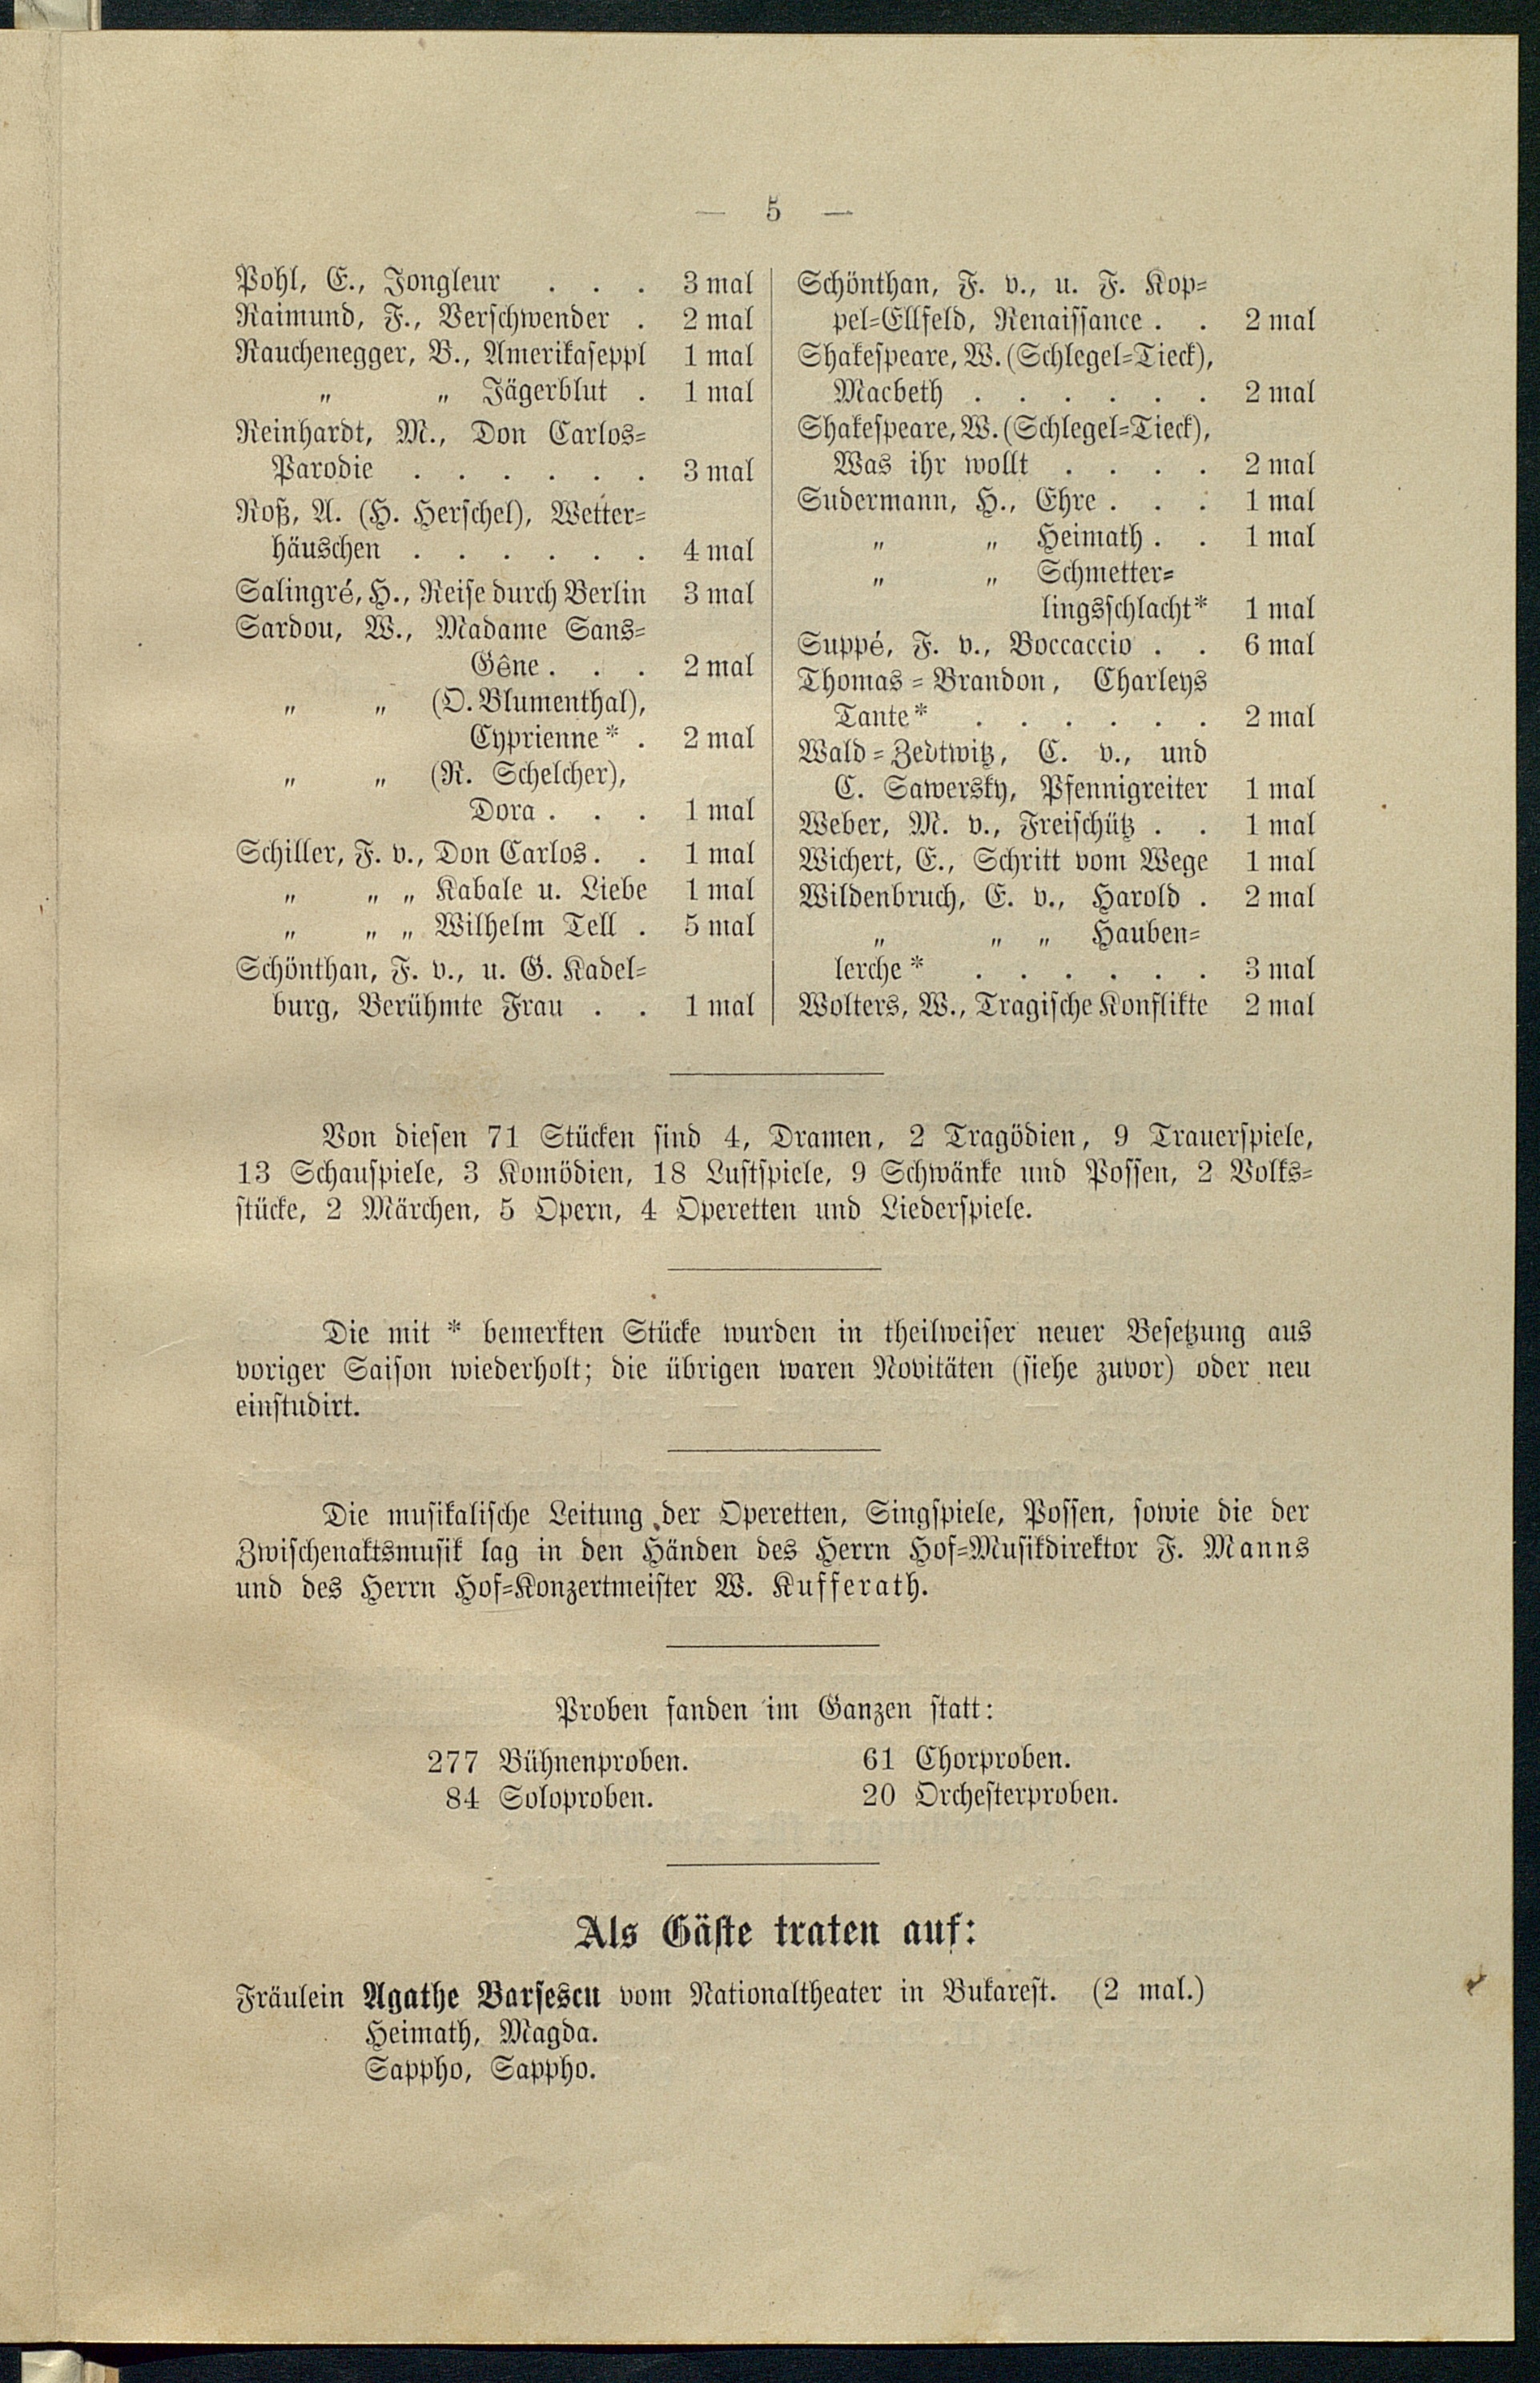 — 5 —
Pohl, E., Jongleur . . . 3 mal
Raimund, F., Verschwender . 2 mal
Rauchenegger, B., Amerikaseppl 1 mal
„ „ Jägerblut . 1 mal
Reinhardt, M., Don Carlos-
Parodie . . . . . . 3 mal
Roß, A. (H. Herschel), Wetter-
häuschen . . . . . . 4 mal
Salingré, H., Reise durch Berlin 3 mal
Sardou, W., Madame Sans-
Gêne . . . 2 mal
„ „ (O. Blumenthal),
Cyprienne* . 2 mal
„ „ (R. Schelcher),
Dora . . . 1 mal
Schiller, F. v., Don Carlos . . 1 mal
„ „ „ Kabale u. Liebe 1 mal
„ „ „ Wilhelm Tell . 5 mal
Schönthan, F. v., u. G. Kadel-
burg, Berühmte Frau . . 1 mal
Schönthan, F. v., u. F. Kop-
pel-Ellfeld, Renaissance . . 2 mal
Shakespeare, W. (Schlegel-Tieck),
Macbeth . . . . . . 2 mal
Shakespeare, W. (Schlegel-Tieck),
Was ihr wollt . . . . 2 mal
Sudermann, H., Ehre . . . 1 mal
„ „ Heimath . . 1 mal
„ „ Schmetter-
lingsschlacht* 1 mal
Suppé, F. v., Boccaccio . . 6 mal
Thomas-Brandon, Charleys
Tante* . . . . . . 2 mal
Wald-Zedtwitz, C. v., und
C. Sawersky, Pfennigreiter 1 mal
Weber, M. v., Freischütz . . 1 mal
Wichert, E., Schritt vom Wege 1 mal
Wildenbruch, E. v., Harold . 2 mal
„ „ „ Hauben-
lerche* . . . . . . 3 mal
Wolters, W., Tragische Konflikte 2 mal
Von diesen 71 Stücken sind 4, Dramen, 2 Tragödien, 9 Trauerspiele,
13 Schauspiele, 3 Komödien, 18 Lustspiele, 9 Schwänke und Possen, 2 Volks-
stücke, 2 Märchen, 5 Opern, 4 Operetten und Liederspiele.
Die mit * bemerkten Stücke wurden in theilweiser neuer Besetzung aus
voriger Saison wiederholt; die übrigen waren Novitäten (siehe zuvor) oder neu
einstudirt.
Die musikalische Leitung der Operetten, Singspiele, Possen, sowie die der
Zwischenaktsmusik lag in den Händen des Herrn Hof-Musikdirektor F. Manns
und des Herrn Hof-Konzertmeister W. Kufferath.
Proben fanden im Ganzen statt:
277 Bühnenproben. 61 Chorproben.
84 Soloproben. 20 Orchesterproben.
Als Gäste traten auf:
Fräulein Agathe Barsescu vom Nationaltheater in Bukarest. (2 mal.)
Heimath, Magda.
Sappho, Sappho.